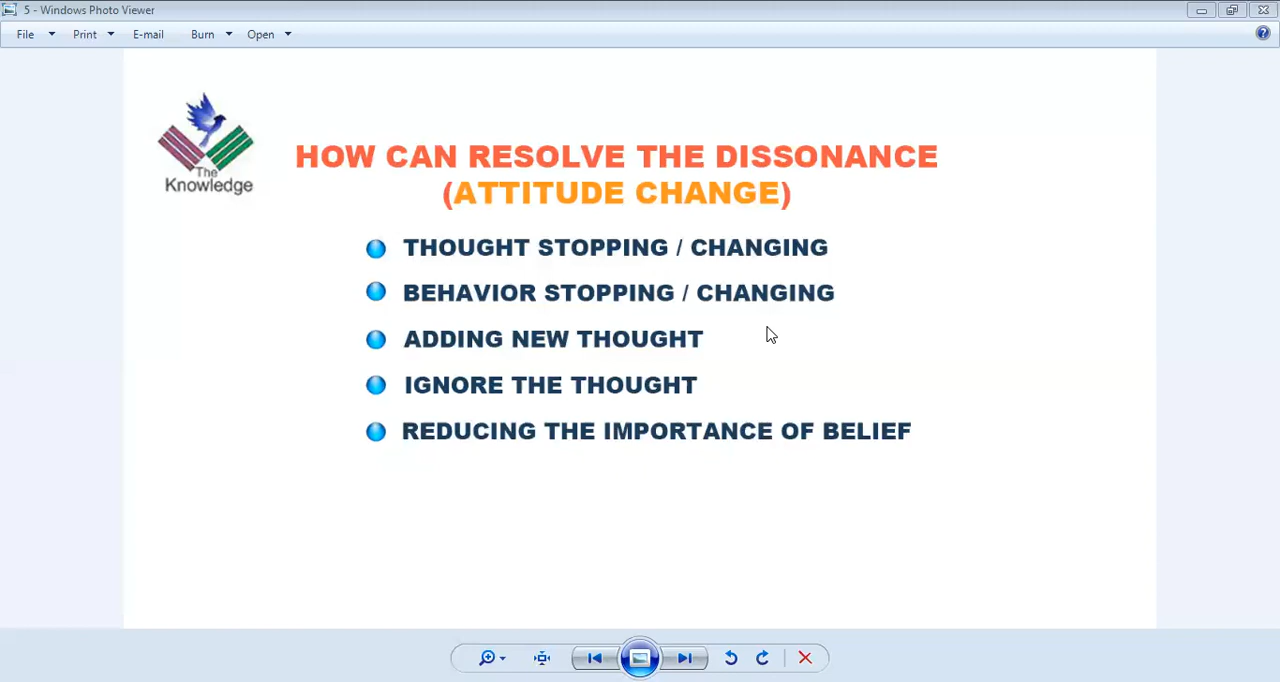 5 - Windows Photo Viewer
File Print E-mail Burn Open
The
Knowledge
HOW CAN RESOLVE THE DISSONANCE
(ATTITUDE CHANGE)
THOUGHT STOPPING / CHANGING
BEHAVIOR STOPPING / CHANGING
ADDING NEW THOUGHT
IGNORE THE THOUGHT
REDUCING THE IMPORTANCE OF BELIEF